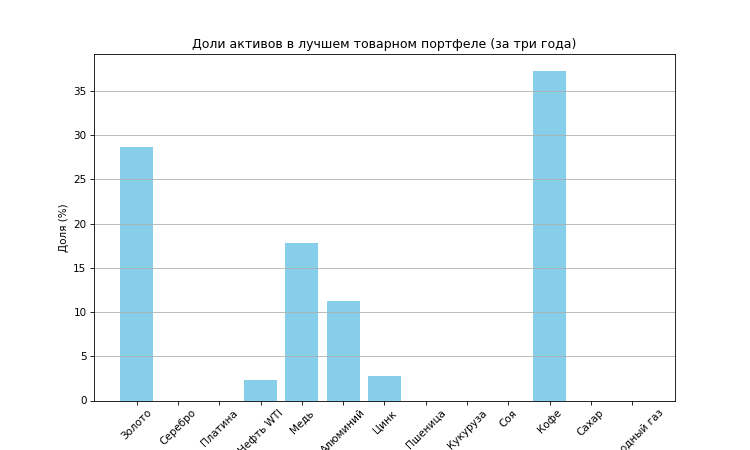 Доли активов в лучшем товарном портфеле (за три года)
Доля (%)
35
30
25
20
15
10
5
0
Золото
Серебро
Платина
Нефть WTI
Медь
Алюминий
Цинк
Пшеница
Кукуруза
Соя
Кофе
Сахар
газ